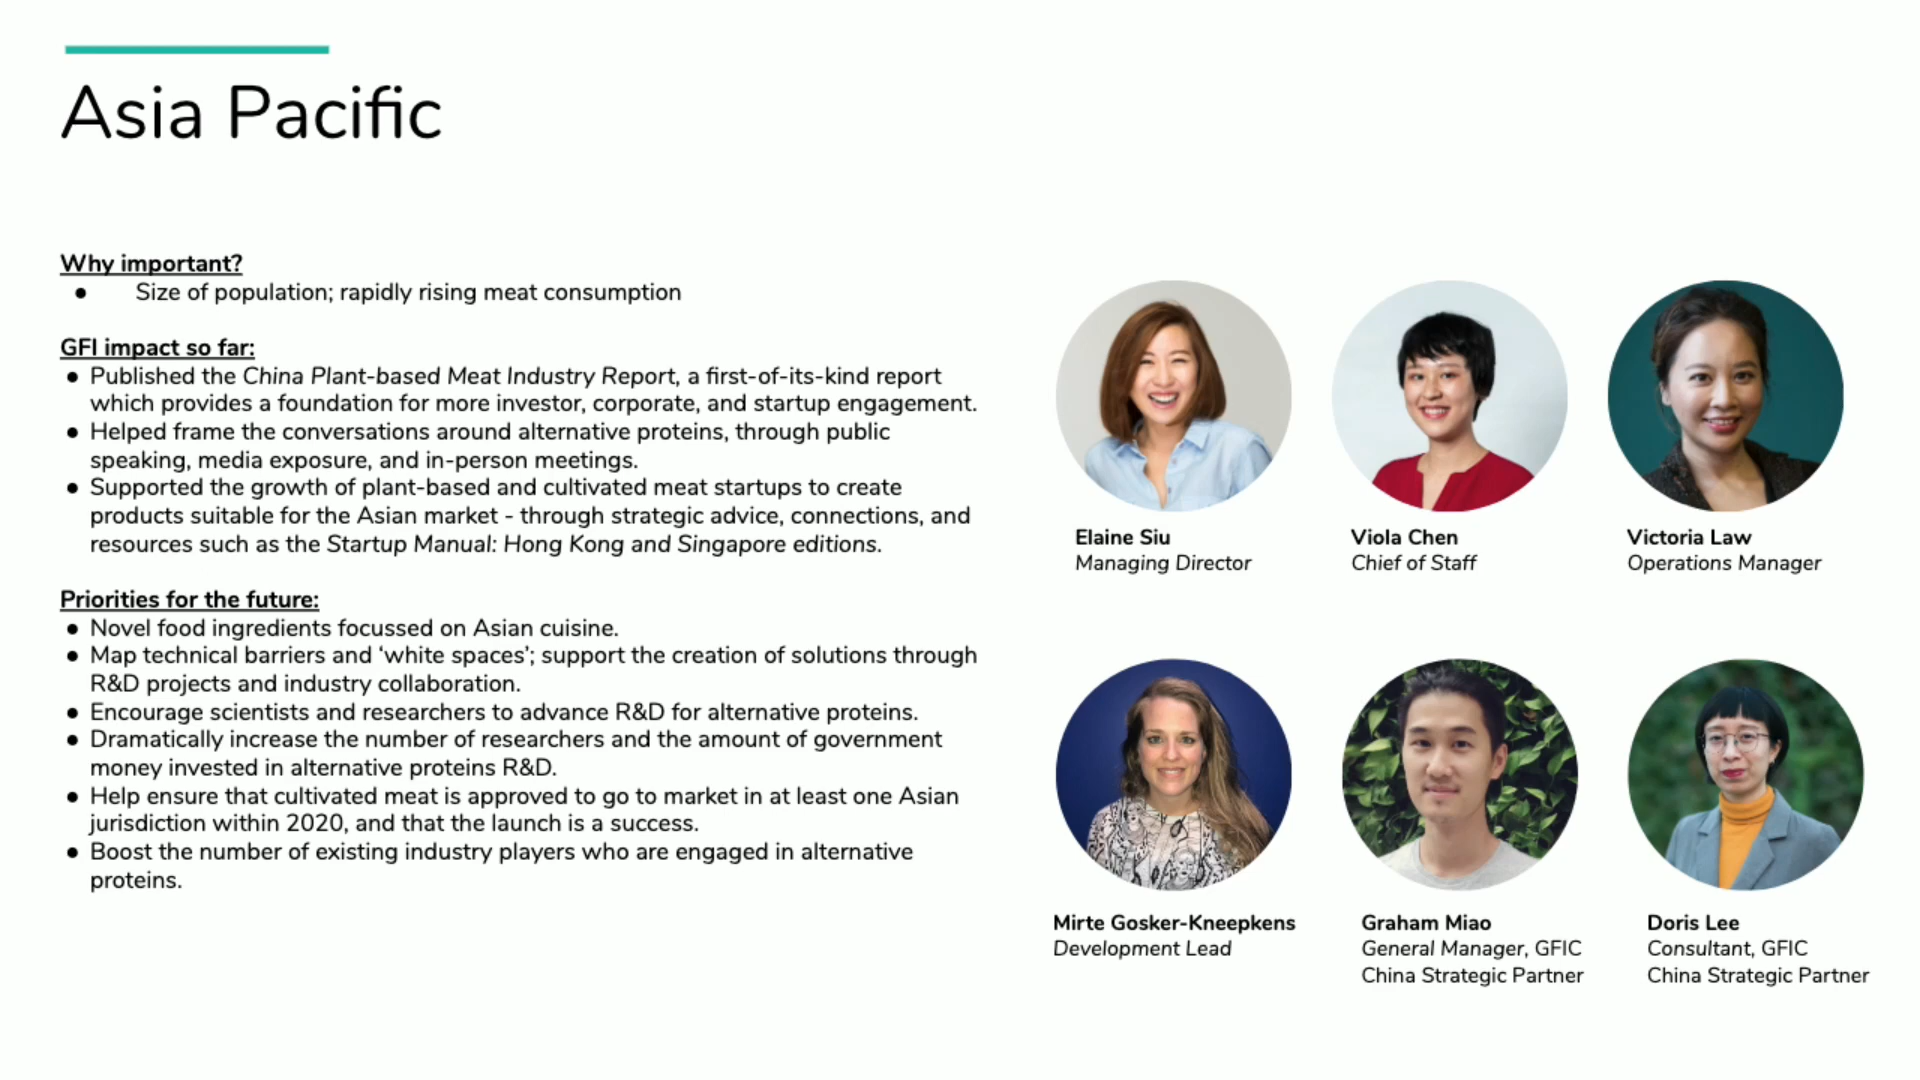 Asia Pacific
Why important?
● Size of population; rapidly rising meat consumption
GFI impact so far:
● Published the China Plant-based Meat Industry Report, a first-of-its-kind report
which provides a foundation for more investor, corporate, and startup engagement.
● Helped frame the conversations around alternative proteins, through public
speaking, media exposure, and in-person meetings.
● Supported the growth of plant-based and cultivated meat startups to create
products suitable for the Asian market - through strategic advice, connections, and
resources such as the Startup Manual: Hong Kong and Singapore editions.
Priorities for the future:
● Novel food ingredients focussed on Asian cuisine.
● Map technical barriers and ‘white spaces’; support the creation of solutions through
R&D projects and industry collaboration.
● Encourage scientists and researchers to advance R&D for alternative proteins.
● Dramatically increase the number of researchers and the amount of government
money invested in alternative proteins R&D.
● Help ensure that cultivated meat is approved to go to market in at least one Asian
jurisdiction within 2020, and that the launch is a success.
● Boost the number of existing industry players who are engaged in alternative
proteins.
Elaine Siu
Managing Director
Viola Chen
Chief of Staff
Victoria Law
Operations Manager
Mirte Gosker-Kneepkens
Development Lead
Graham Miao
General Manager, GFIC
China Strategic Partner
Doris Lee
Consultant, GFIC
China Strategic Partner